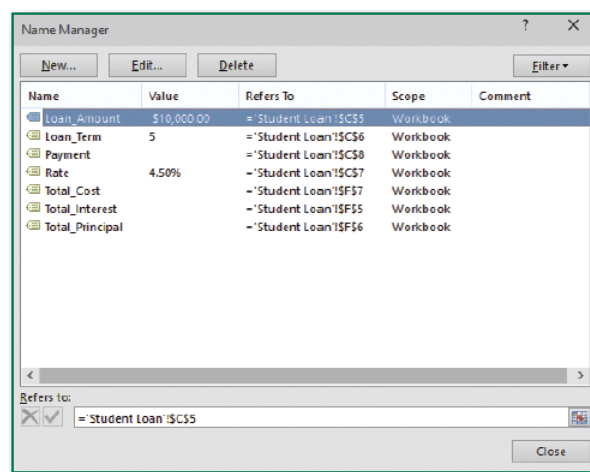 Name Manager ? X
New... Edit... Delete Filter
Name Value Refers To Scope Comment
Loan_Amount $10,000.00 ='Student Loan'!$C$5 Workbook
Loan_Term 5 ='Student Loan'!$C$6 Workbook
Payment ='Student Loan'!$C$8 Workbook
Rate 4.50% ='Student Loan'!$C$7 Workbook
Total_Cost ='Student Loan'!$F$7 Workbook
Total_Interest ='Student Loan'!$F$5 Workbook
Total_Principal ='Student Loan'!$F$6 Workbook
Refers to:
='Student Loan'!$C$5
Close